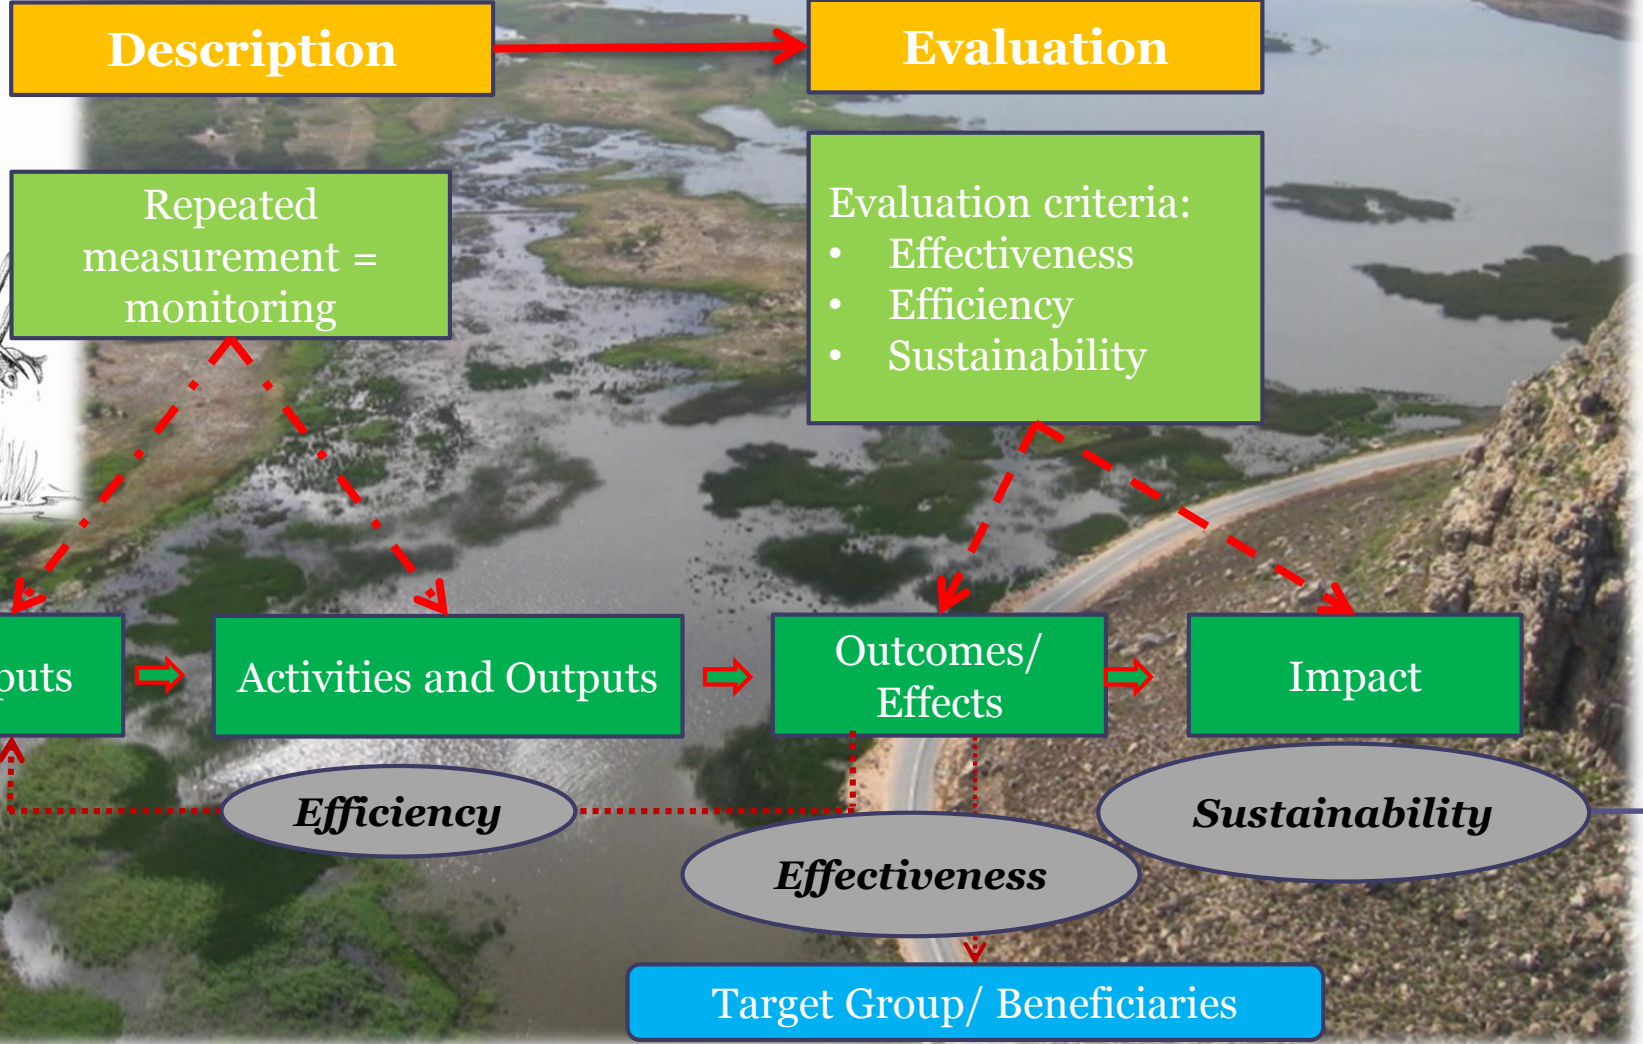 Description
Evaluation
Repeated
measurement =
monitoring
Evaluation criteria:
• Effectiveness
• Efficiency
• Sustainability
puts
Activities and Outputs
Outcomes/
Effects
Impact
Efficiency
Effectiveness
Sustainability
Target Group/ Beneficiaries